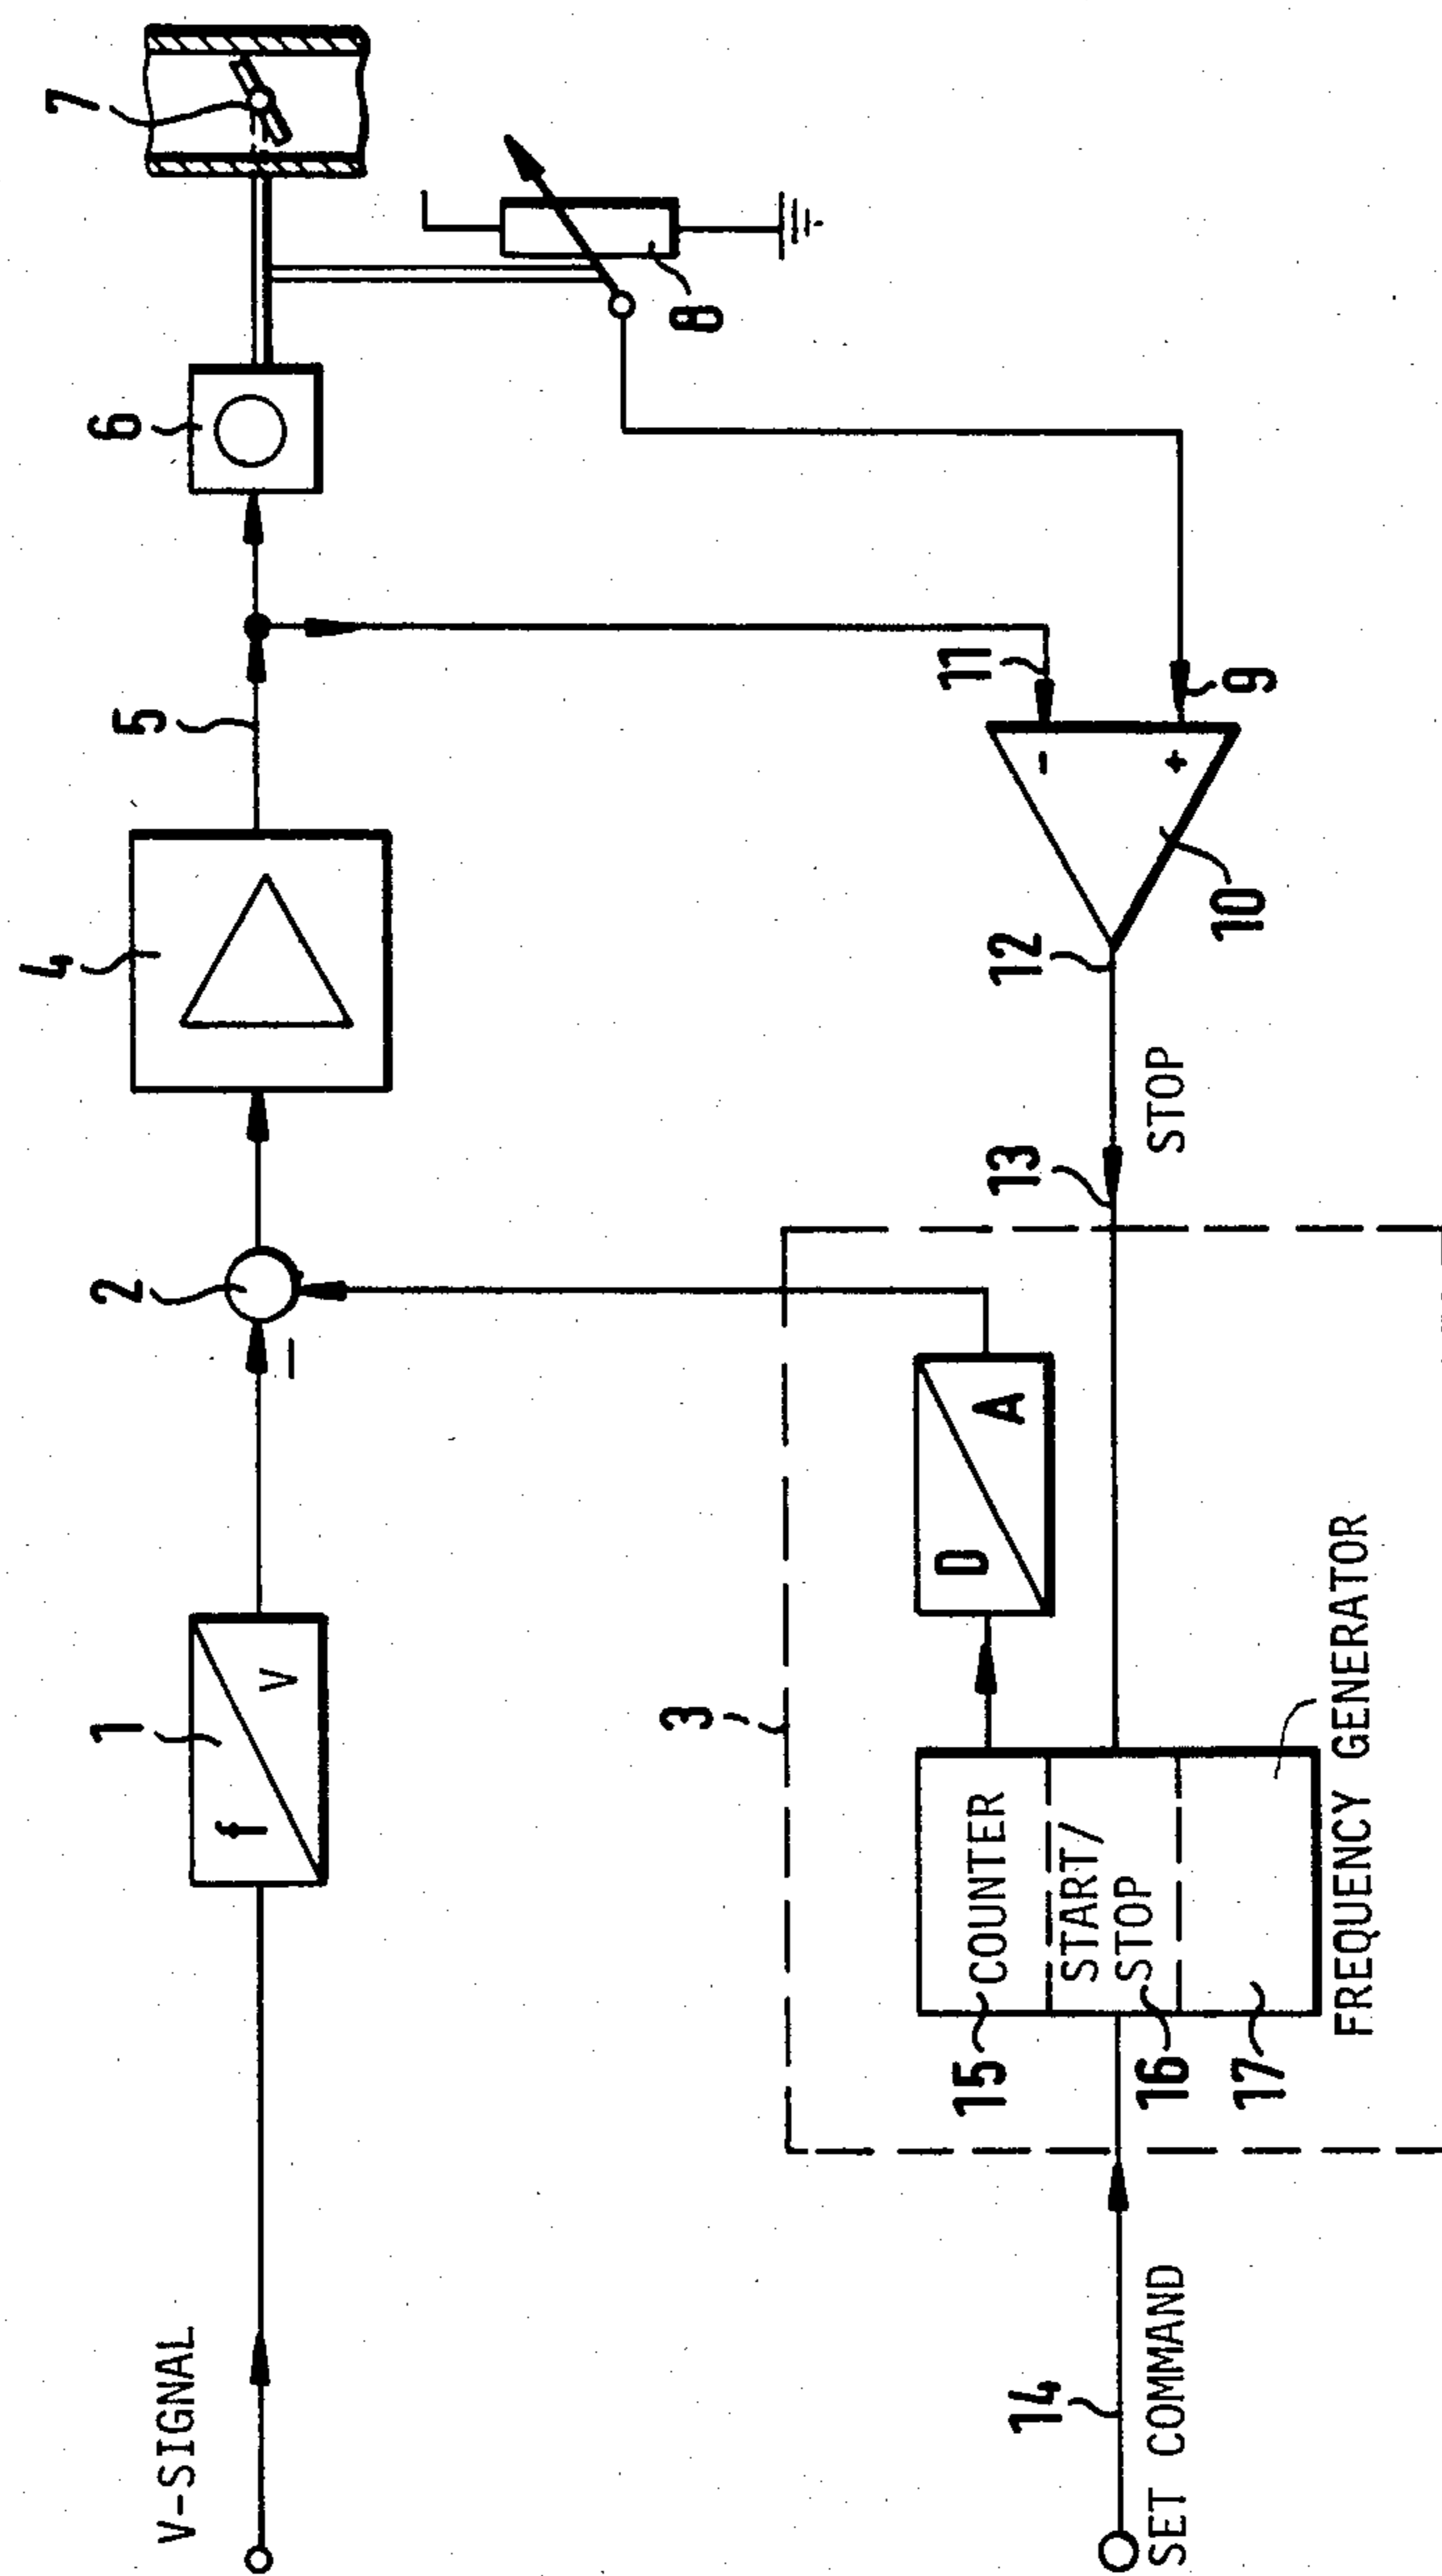 V-SIGNAL
1
f
V
2
–
4
5
6
7
8
3
D
A
11
9
-
+
10
12
STOP
13
14
SET COMMAND
15
COUNTER
START/
STOP
16
17
FREQUENCY GENERATOR